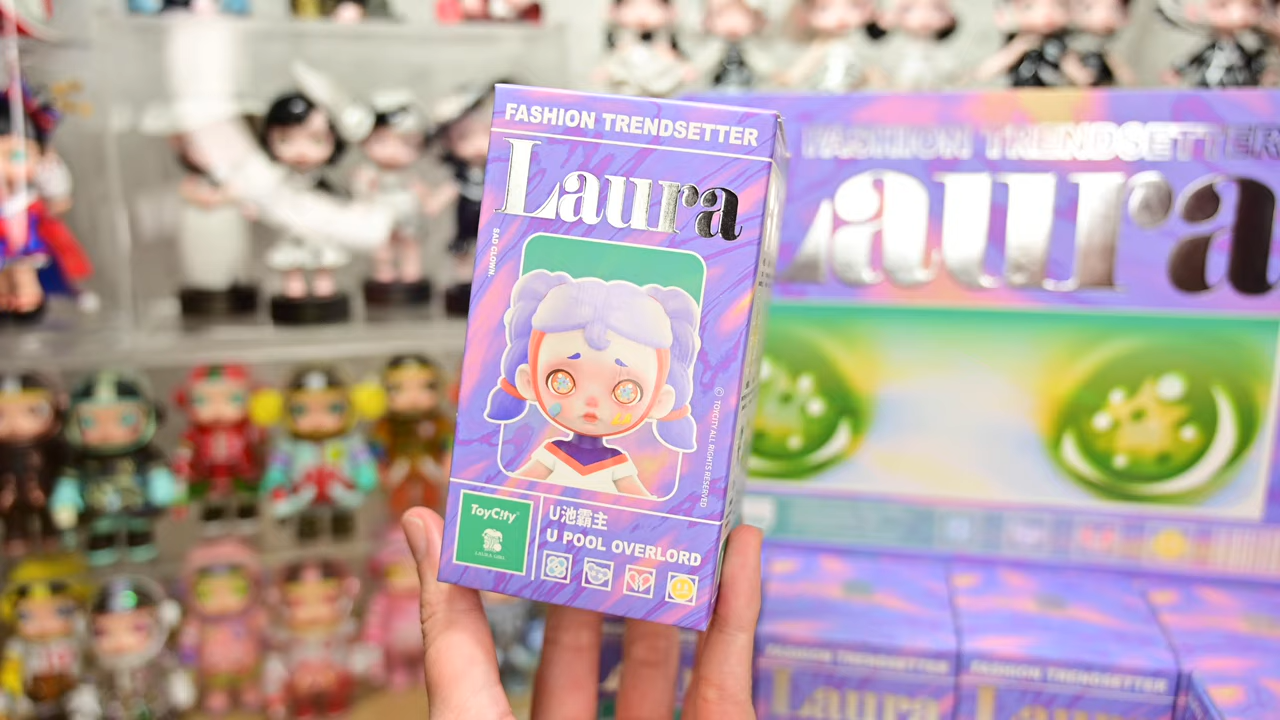 FASHION TRENDSETTER
Laura
SAD CLOWN.
© TOYCITY ALL RIGHTS RESERVED
ToyCity
U池霸主
U POOL OVERLORD
FASHION TRENDSETTER
Laura
FASHION TRENDSETTER
Laura
FASHION TRENDSETTER
Laura